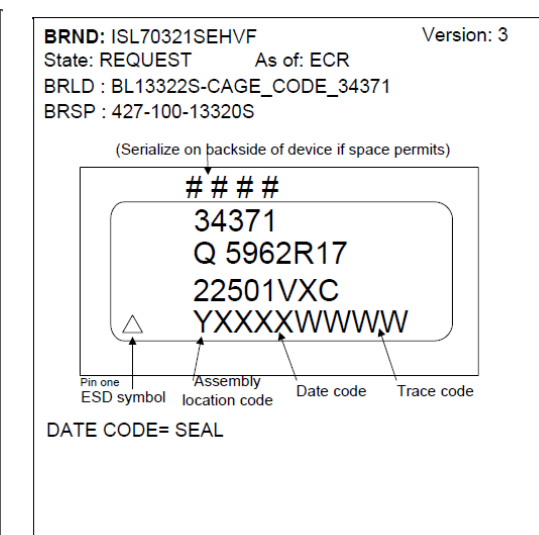 BRND: ISL70321SEHVF Version: 3
State: REQUEST As of: ECR
BRLD : BL13322S-CAGE_CODE_34371
BRSP : 427-100-13320S
(Serialize on backside of device if space permits)
# # # #
34371
Q 5962R17
22501VXC
YXXXXWWWW
Pin one
ESD symbol
Assembly
location code
Date code
Trace code
DATE CODE= SEAL